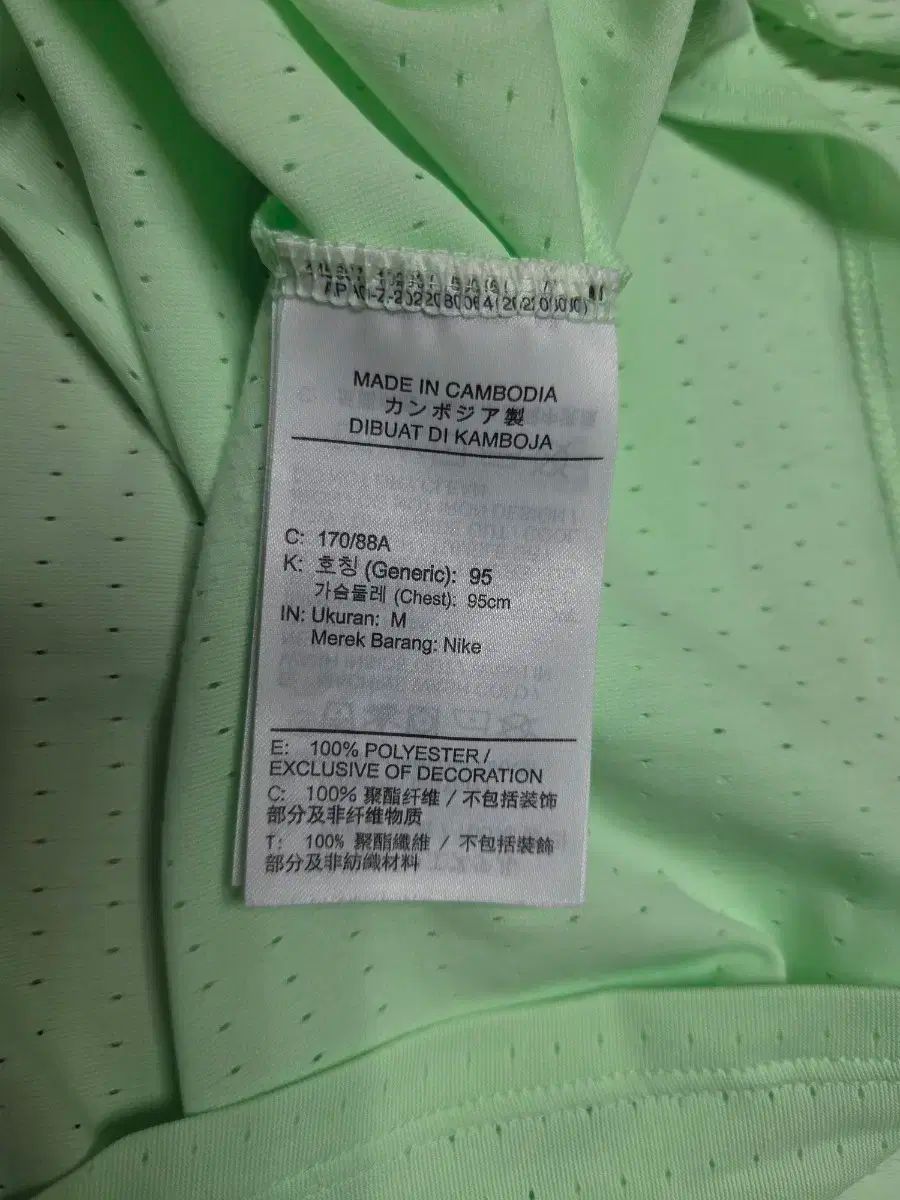 MADE IN CAMBODIA
カンボジア製
DIBUAT DI KAMBOJA
C: 170/88A
K: 호칭 (Generic): 95
가슴둘레 (Chest): 95cm
IN: Ukuran: M
Merek Barang: Nike
E: 100% POLYESTER /
EXCLUSIVE OF DECORATION
C: 100% 聚酯纤维 / 不包括装饰
部分及非纤维物质
T: 100% 聚酯纖維 / 不包括裝飾
部分及非紡織材料